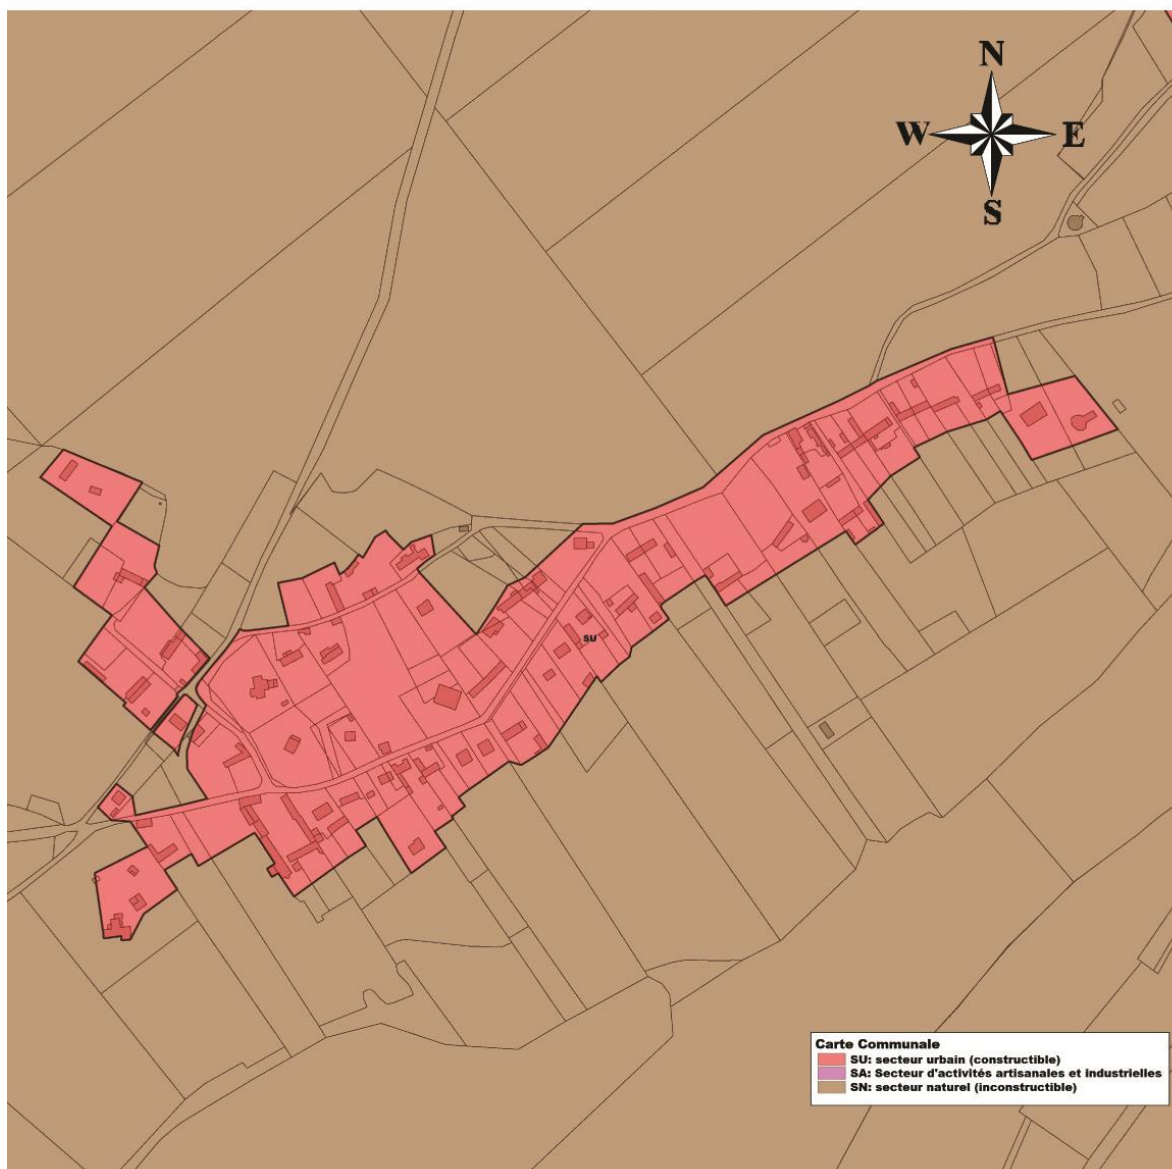 N
W E
S
SU
Carte Communale
SU: secteur urbain (constructible)
SA: Secteur d'activités artisanales et industrielles
SN: secteur naturel (inconstructible)